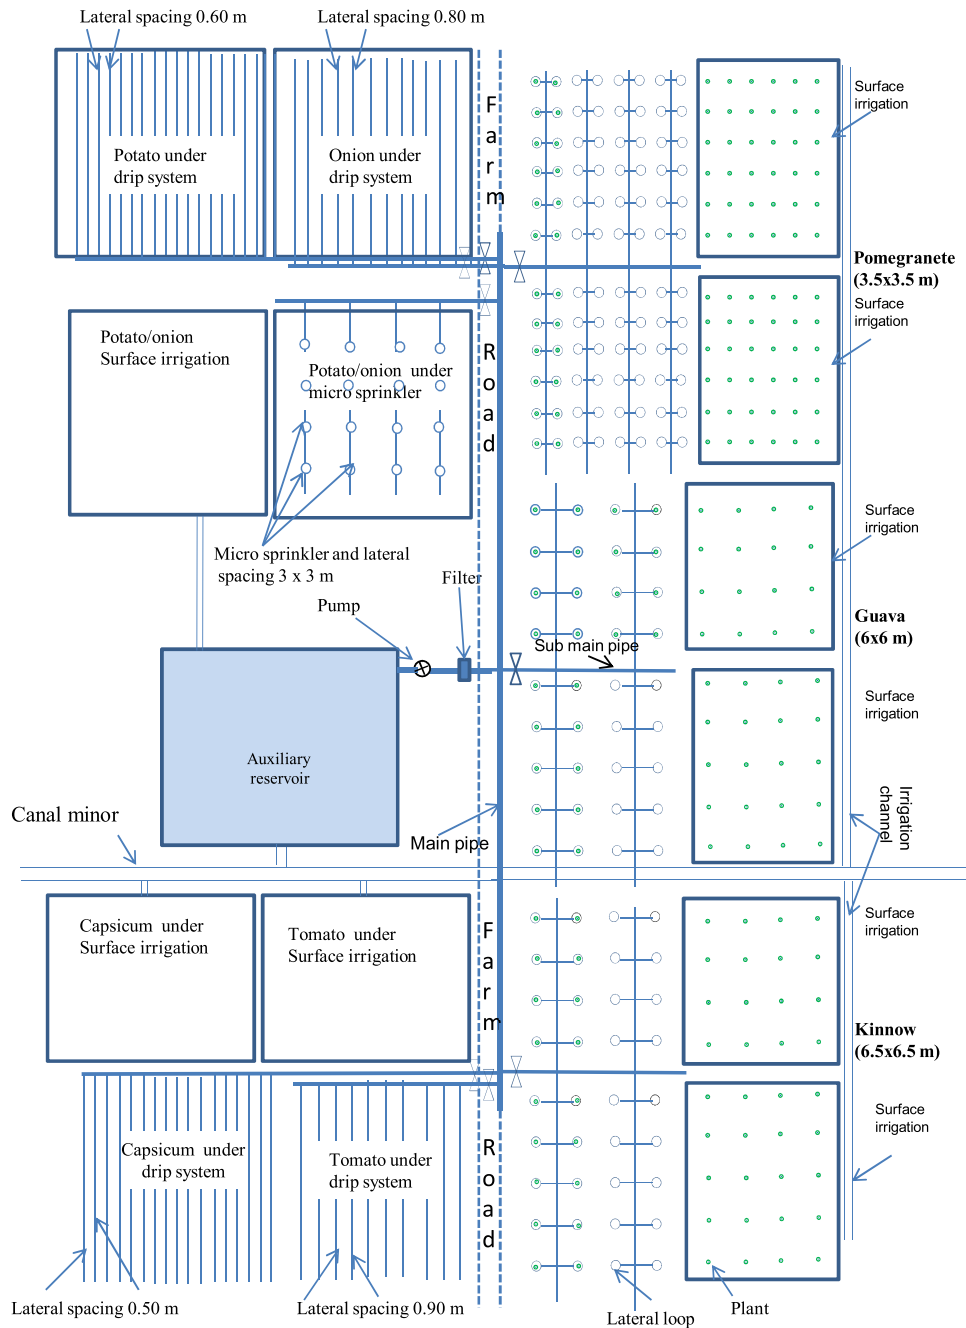 Lateral spacing 0.60 m
Lateral spacing 0.80 m
Potato under
drip system
Onion under
drip system
Farm
Surface
irrigation
Pomegranete
(3.5x3.5 m)
Surface
irrigation
Potato/onion
Surface irrigation
Potato/onion under
micro sprinkler
Road
Micro sprinkler and lateral
spacing 3 x 3 m
Filter
Pump
Surface
irrigation
Guava
(6x6 m)
Sub main pipe
Surface
irrigation
Auxiliary
reservoir
Canal minor
Main pipe
Irrigation
channel
Capsicum under
Surface irrigation
Tomato under
Surface irrigation
Farm
Surface
irrigation
Kinnow
(6.5x6.5 m)
Capsicum under
drip system
Tomato under
drip system
Road
Surface
irrigation
Lateral spacing 0.50 m
Lateral spacing 0.90 m
Lateral loop
Plant